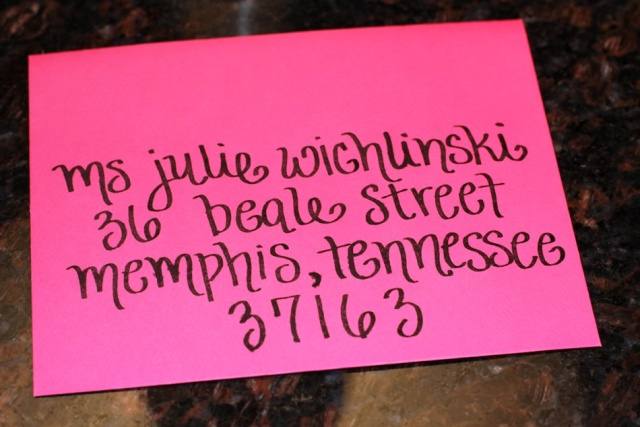 ms julie wichlinski
36 beale street
memphis, tennessee
37163